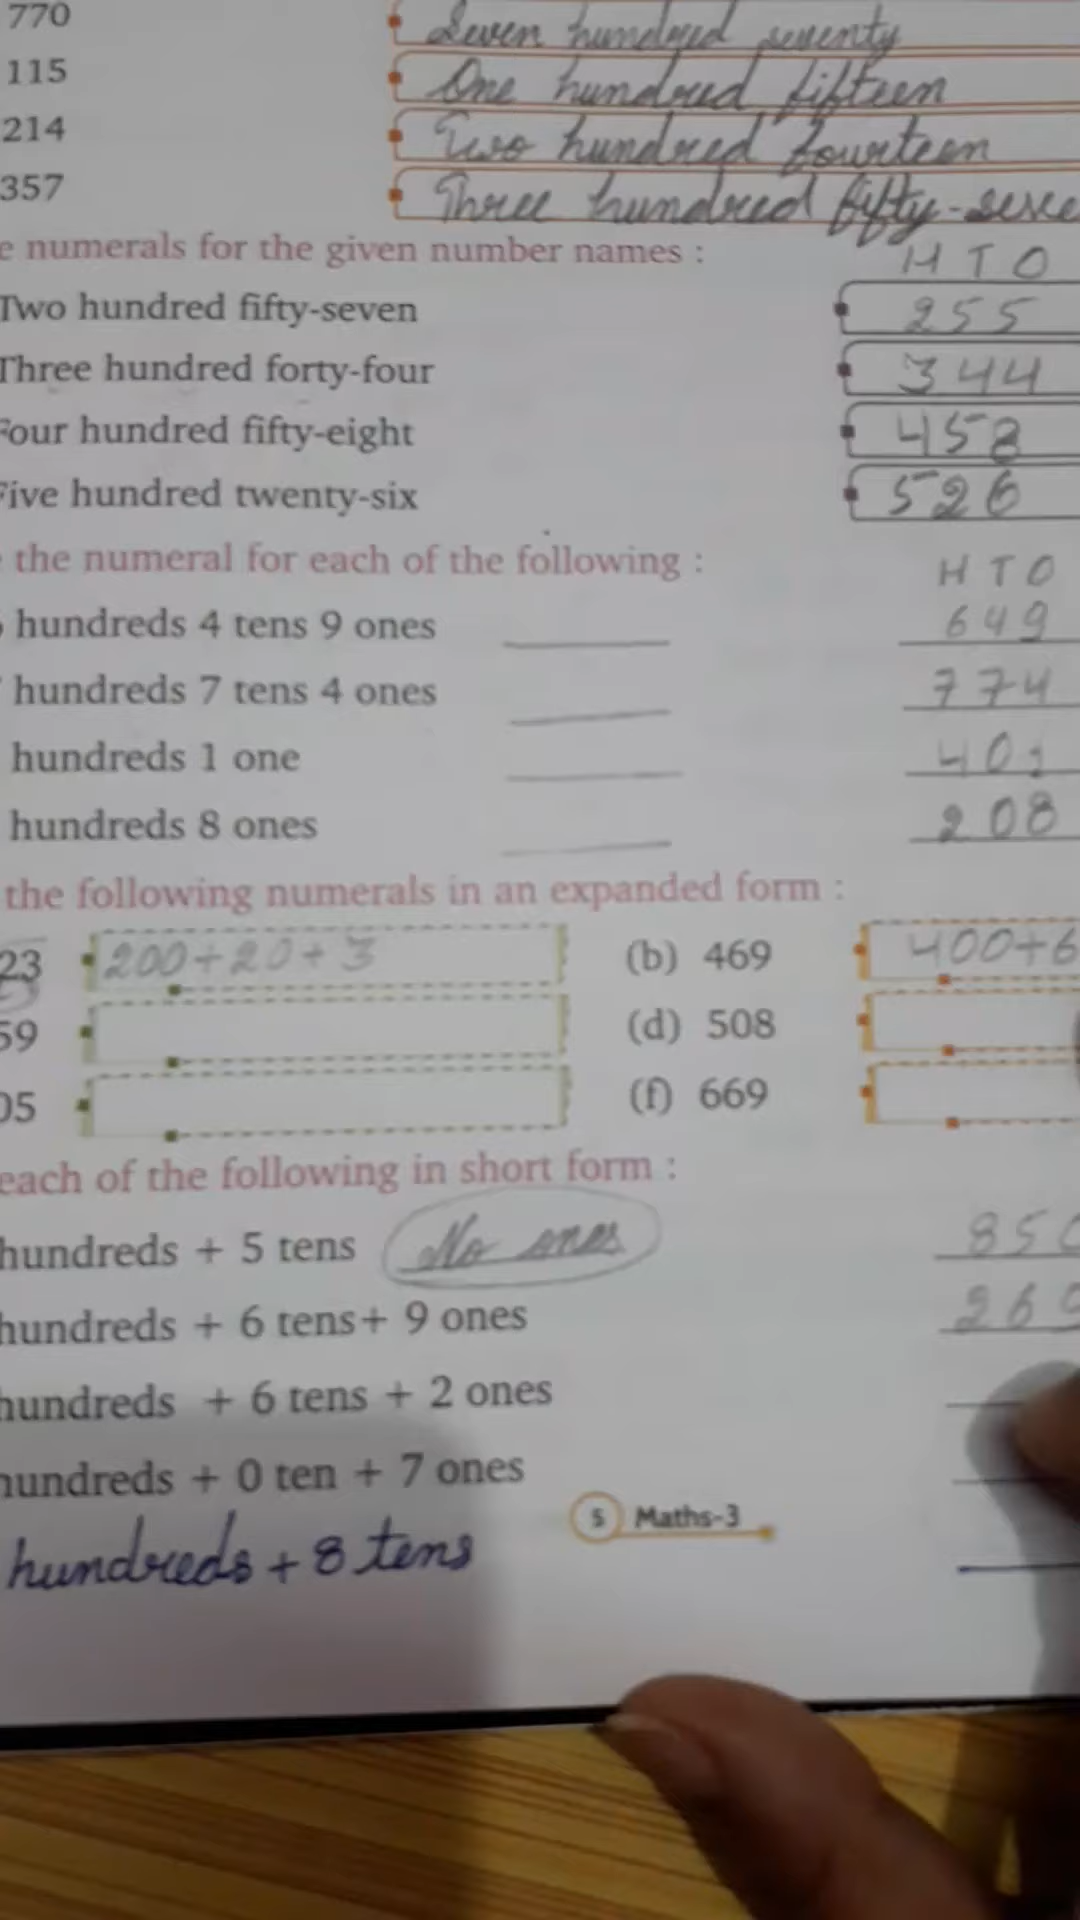 770 Seven hundred seventy
115 One hundred fifteen
214 Two hundred fourteen
357 Three hundred fifty-seve
numerals for the given number names :
H T O
Two hundred fifty-seven 255
Three hundred forty-four 344
Four hundred fifty-eight 458
Five hundred twenty-six 526
the numeral for each of the following :
H T O
hundreds 4 tens 9 ones 649
hundreds 7 tens 4 ones 774
hundreds 1 one 401
hundreds 8 ones 208
the following numerals in an expanded form :
23 200+20+3 (b) 469 400+6
59 (d) 508
05 (f) 669
each of the following in short form :
hundreds + 5 tens No ones 850
hundreds + 6 tens+ 9 ones 269
hundreds + 6 tens + 2 ones
hundreds + 0 ten + 7 ones
5 Maths-3
hundreds + 8 tens